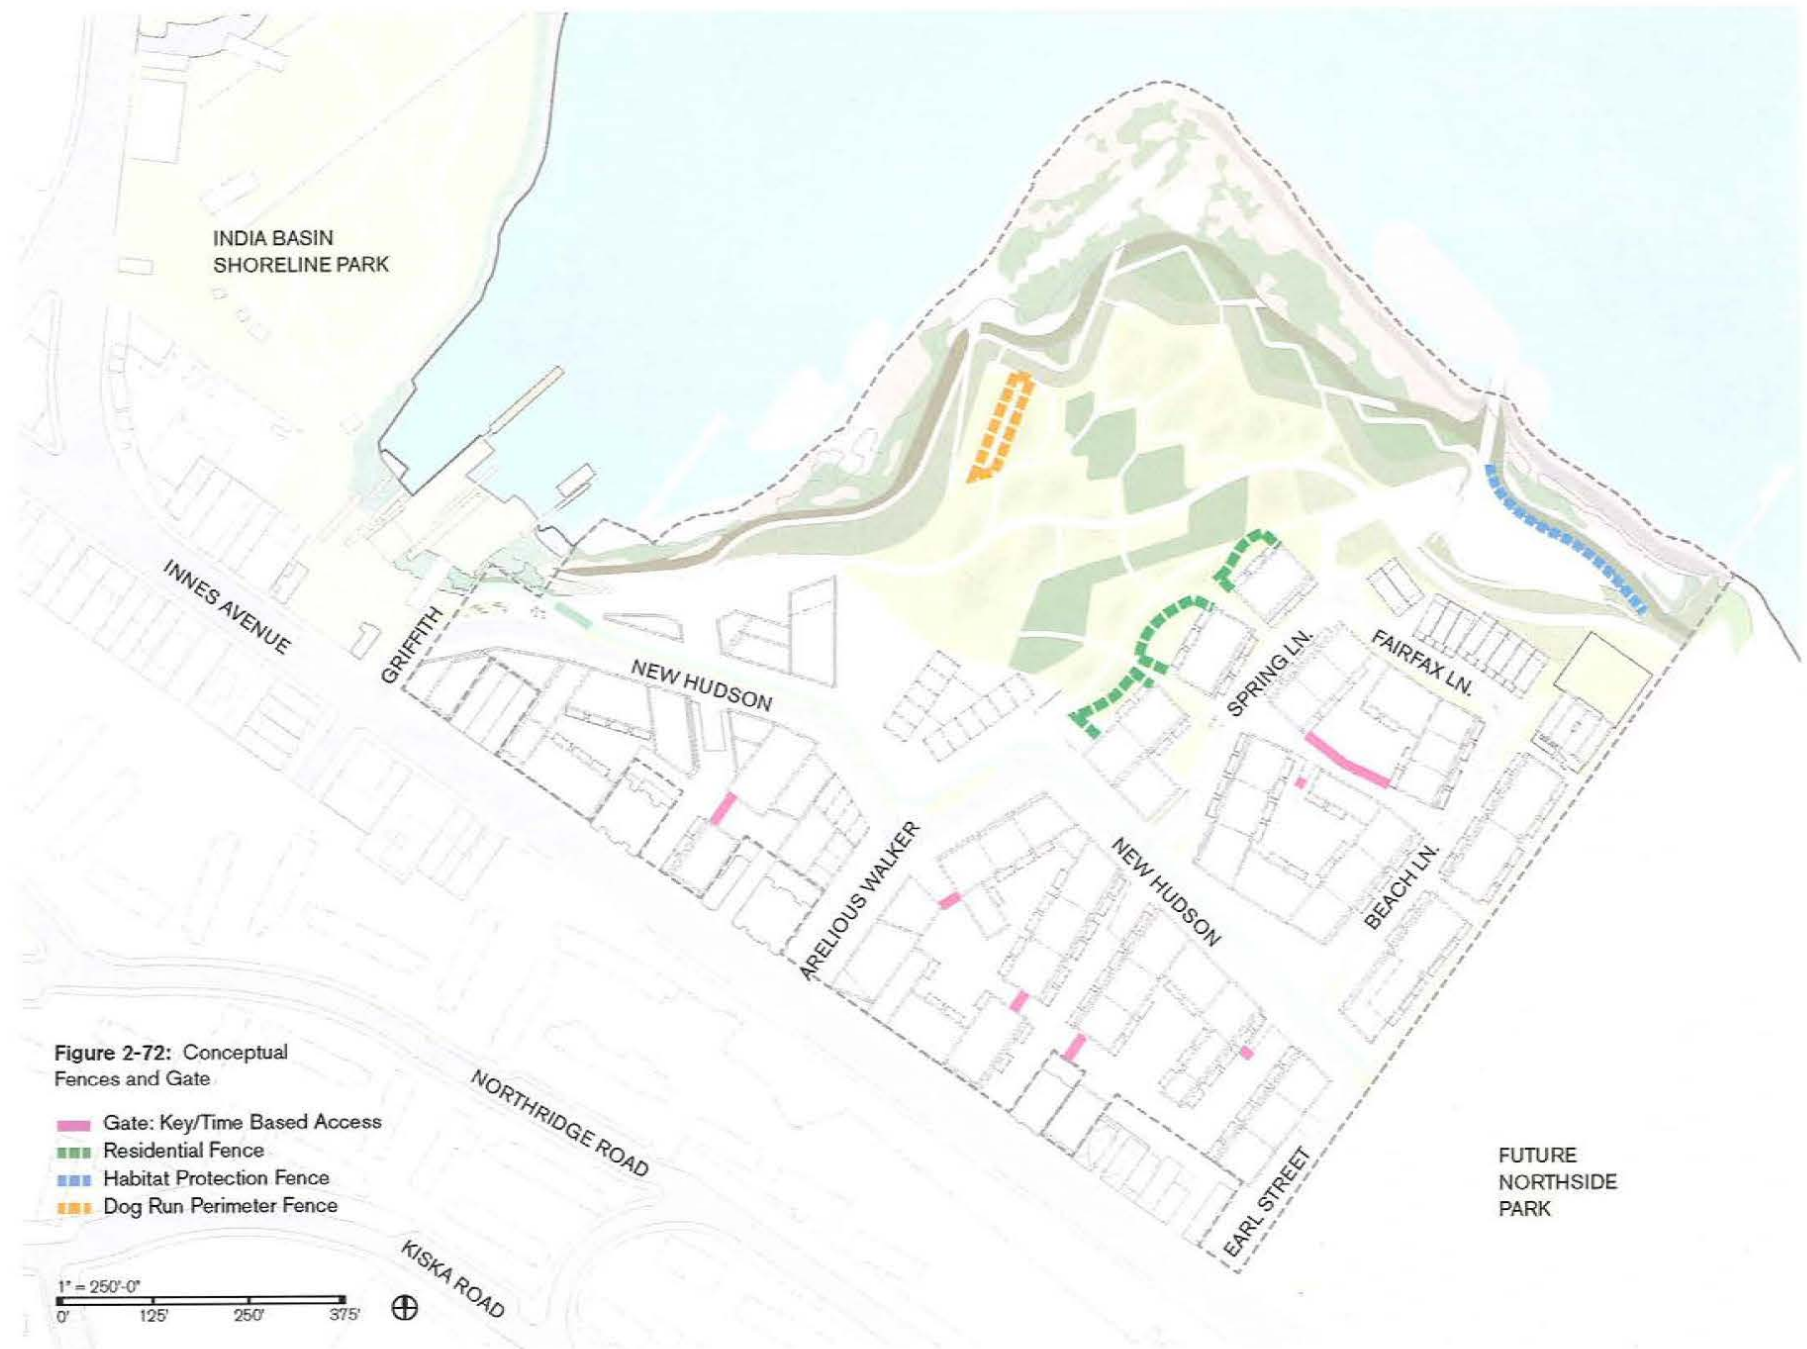 INDIA BASIN
SHORELINE PARK
INNES AVENUE
GRIFFITH
NEW HUDSON
SPRING LN.
FAIRFAX LN.
ARELIOUS WALKER
NEW HUDSON
BEACH LN.
Figure 2-72: Conceptual
Fences and Gate
Gate: Key/Time Based Access
Residential Fence
Habitat Protection Fence
Dog Run Perimeter Fence
NORTHRIDGE ROAD
KISKA ROAD
EARL STREET
FUTURE
NORTHSIDE
PARK
1" = 250'-0"
0' 125' 250' 375'